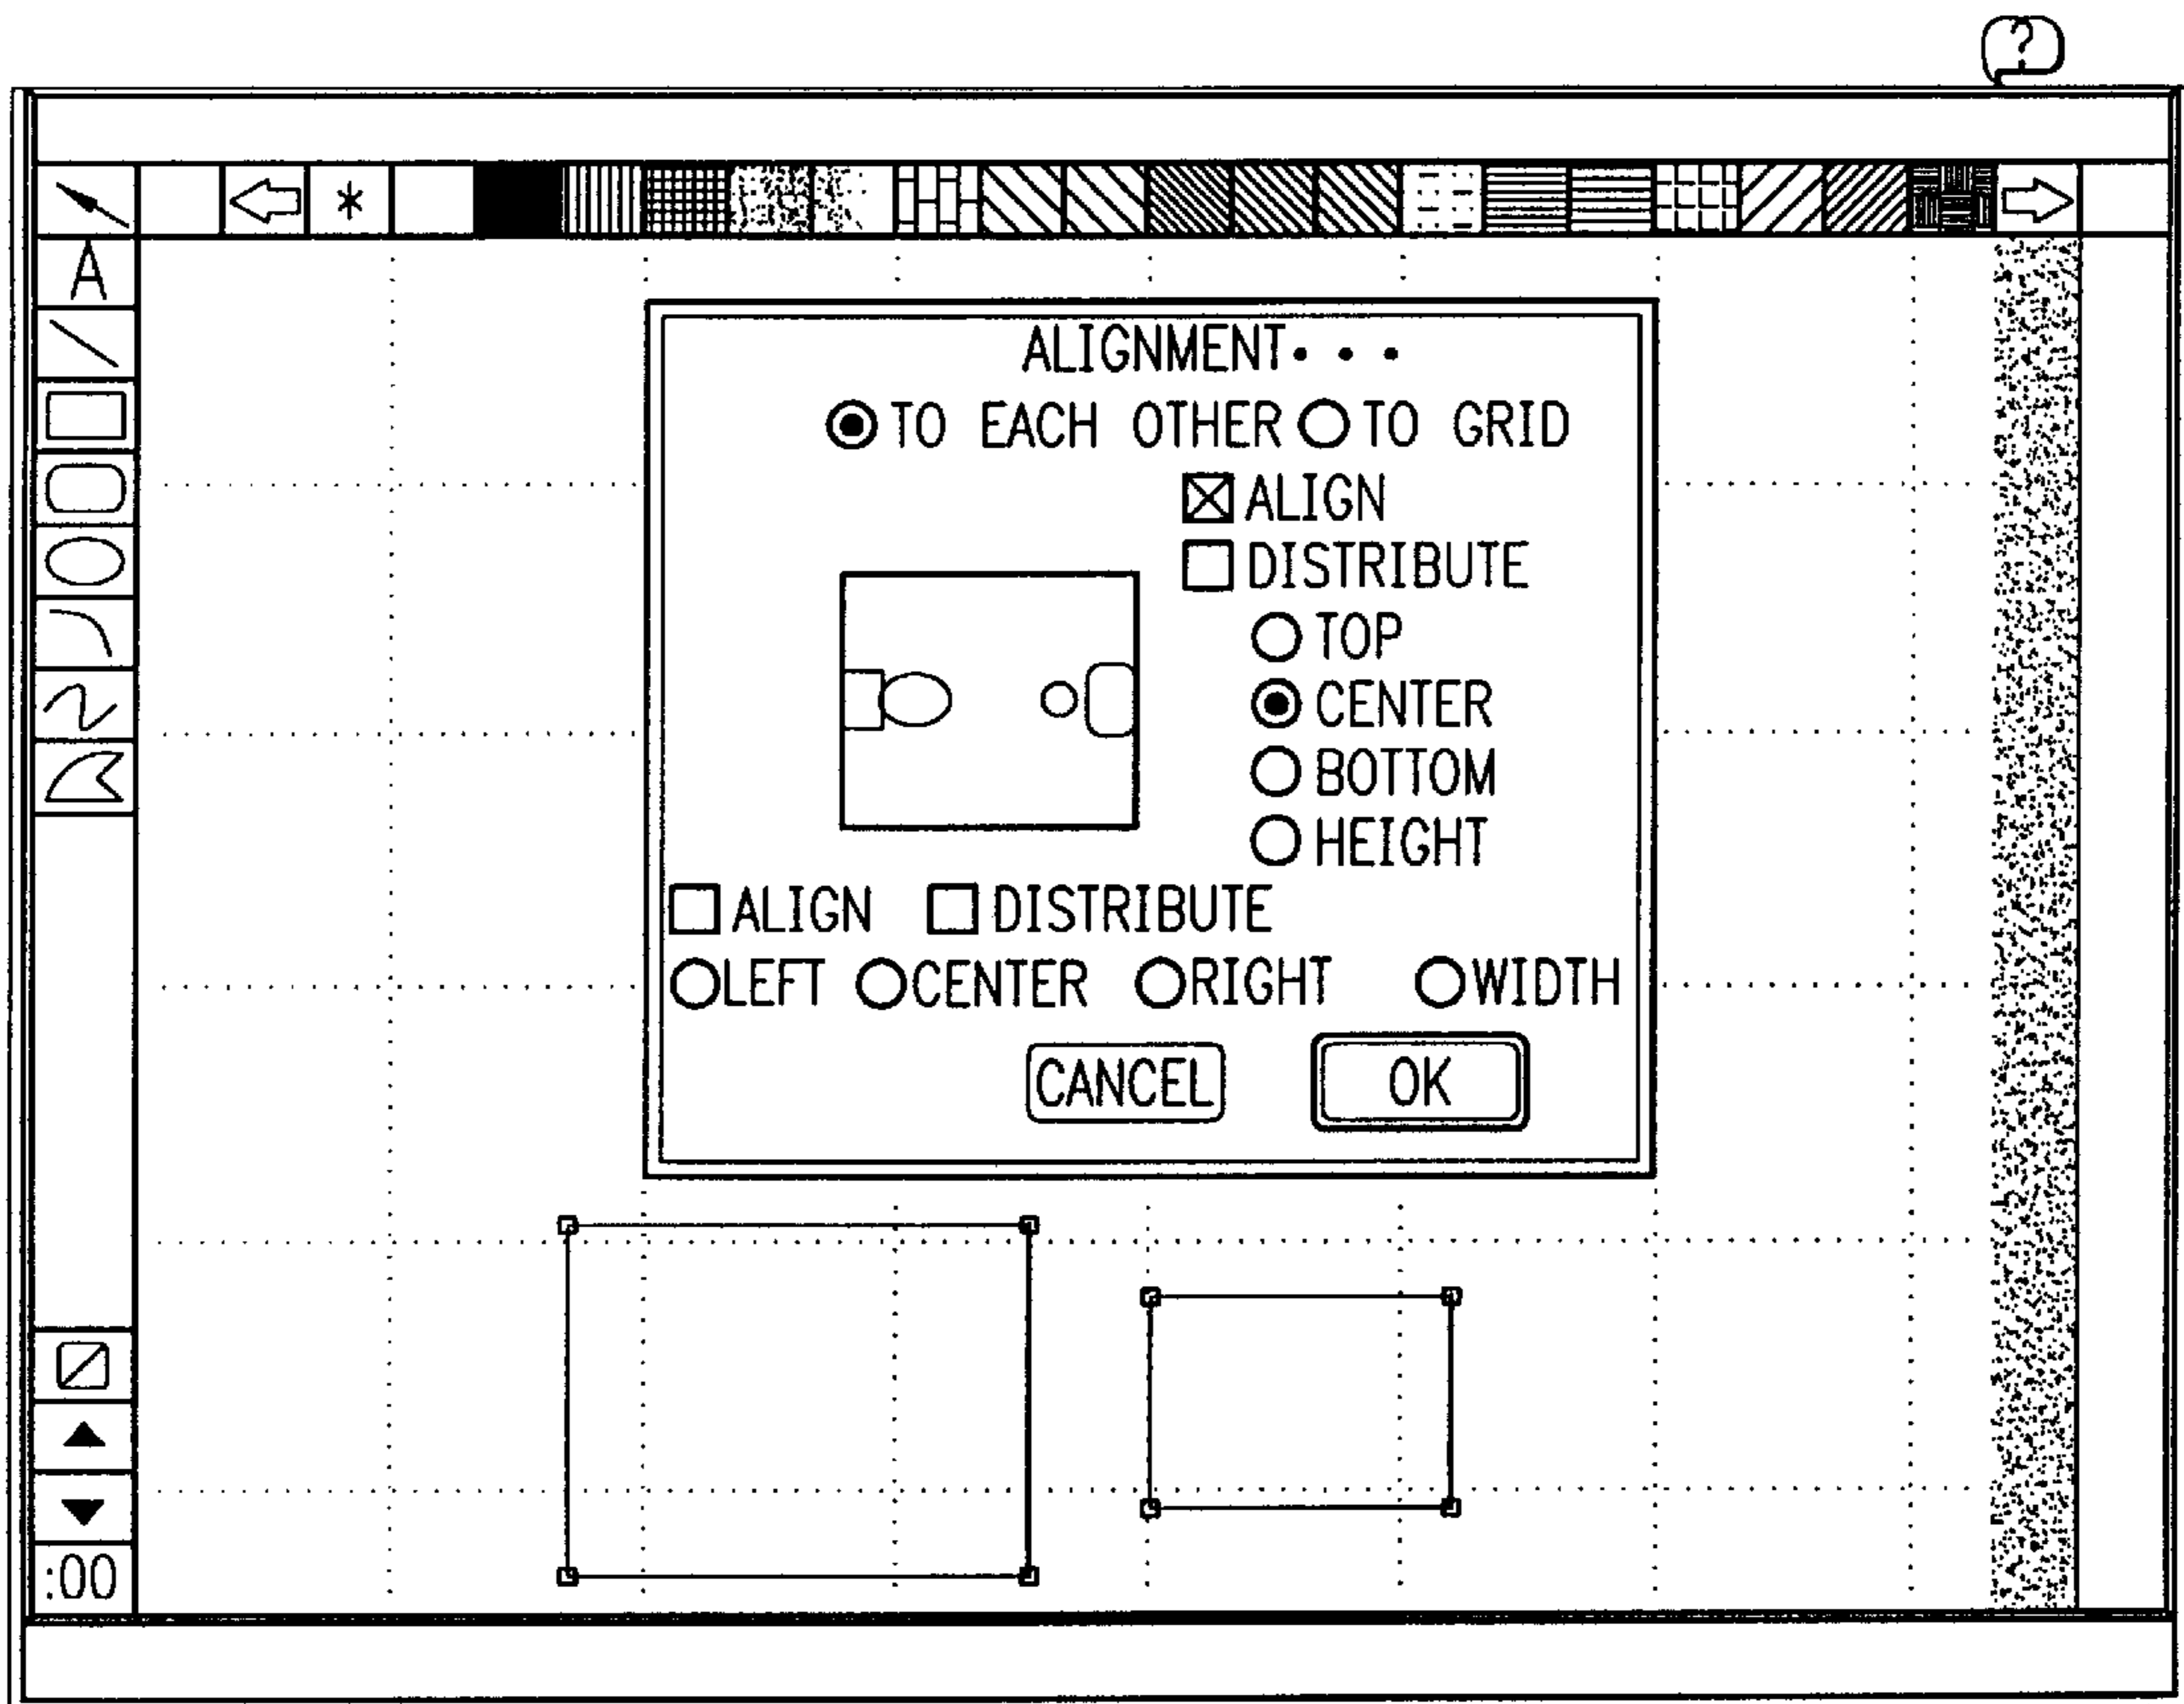 ?
*
A
ALIGNMENT...
TO EACH OTHER TO GRID
ALIGN
DISTRIBUTE
TOP
CENTER
BOTTOM
HEIGHT
ALIGN DISTRIBUTE
LEFT CENTER RIGHT WIDTH
CANCEL OK
:00